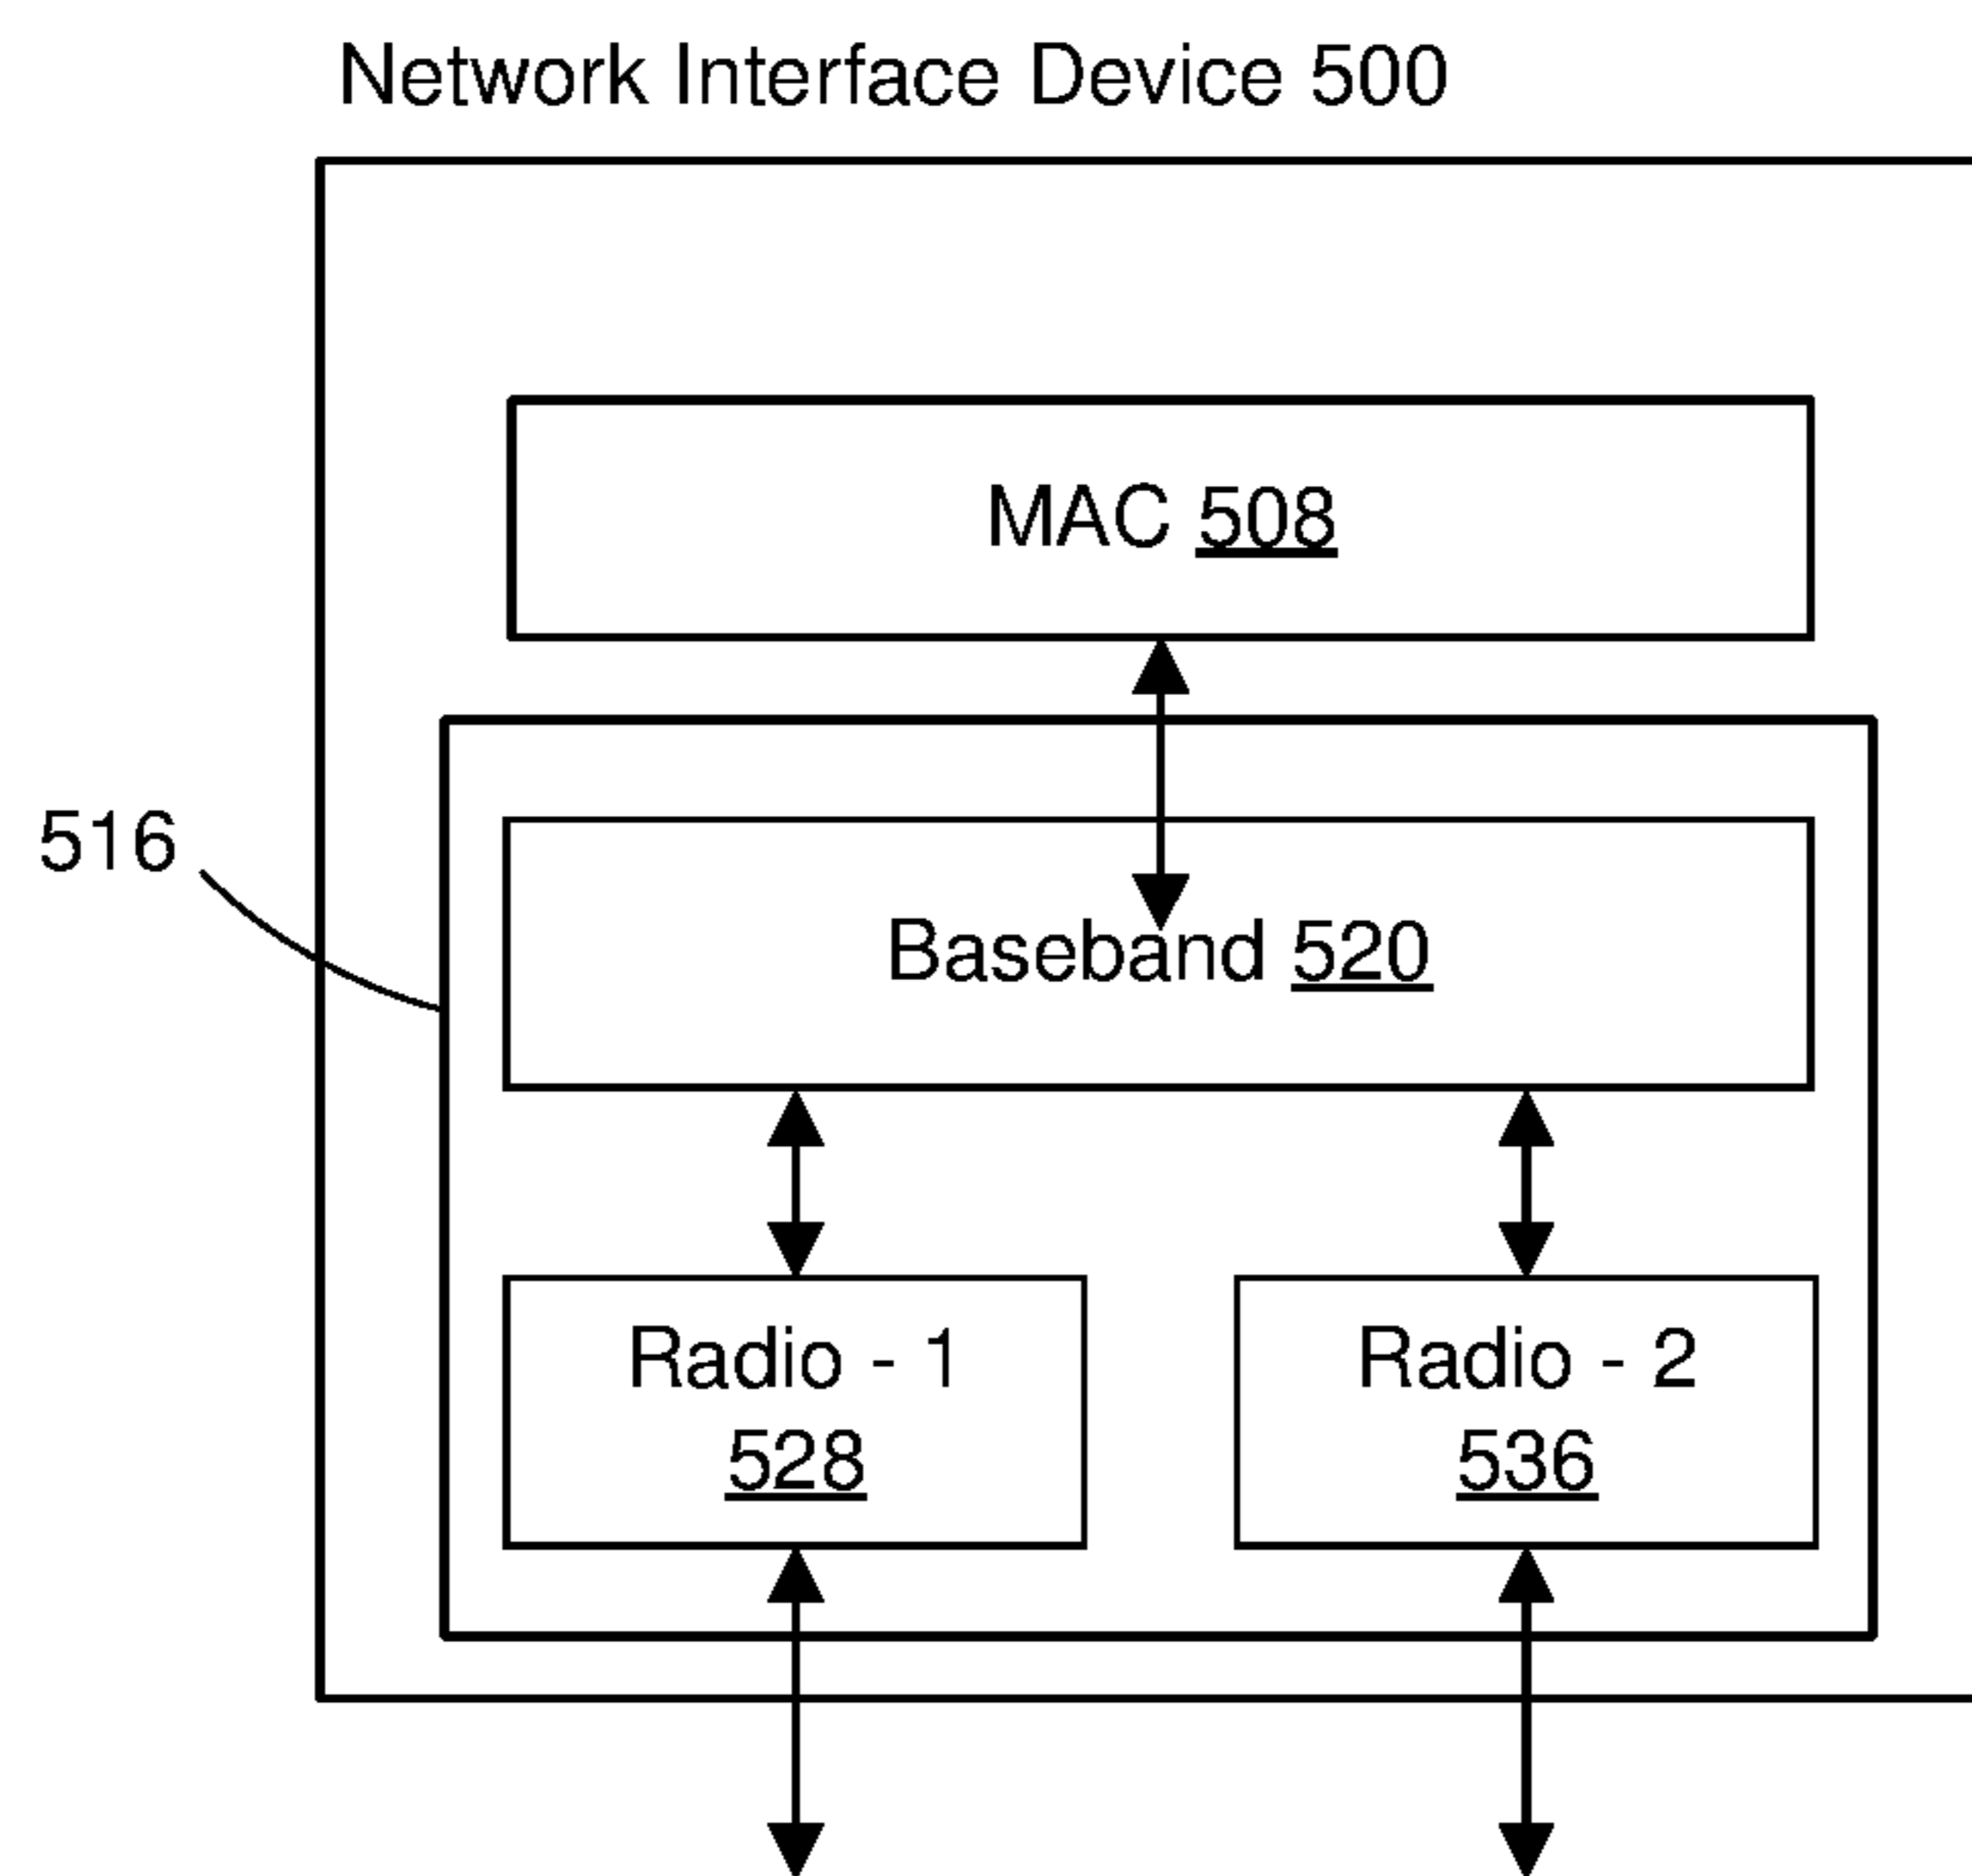 Network Interface Device 500
MAC 508
516
Baseband 520
Radio - 1
528
Radio - 2
536